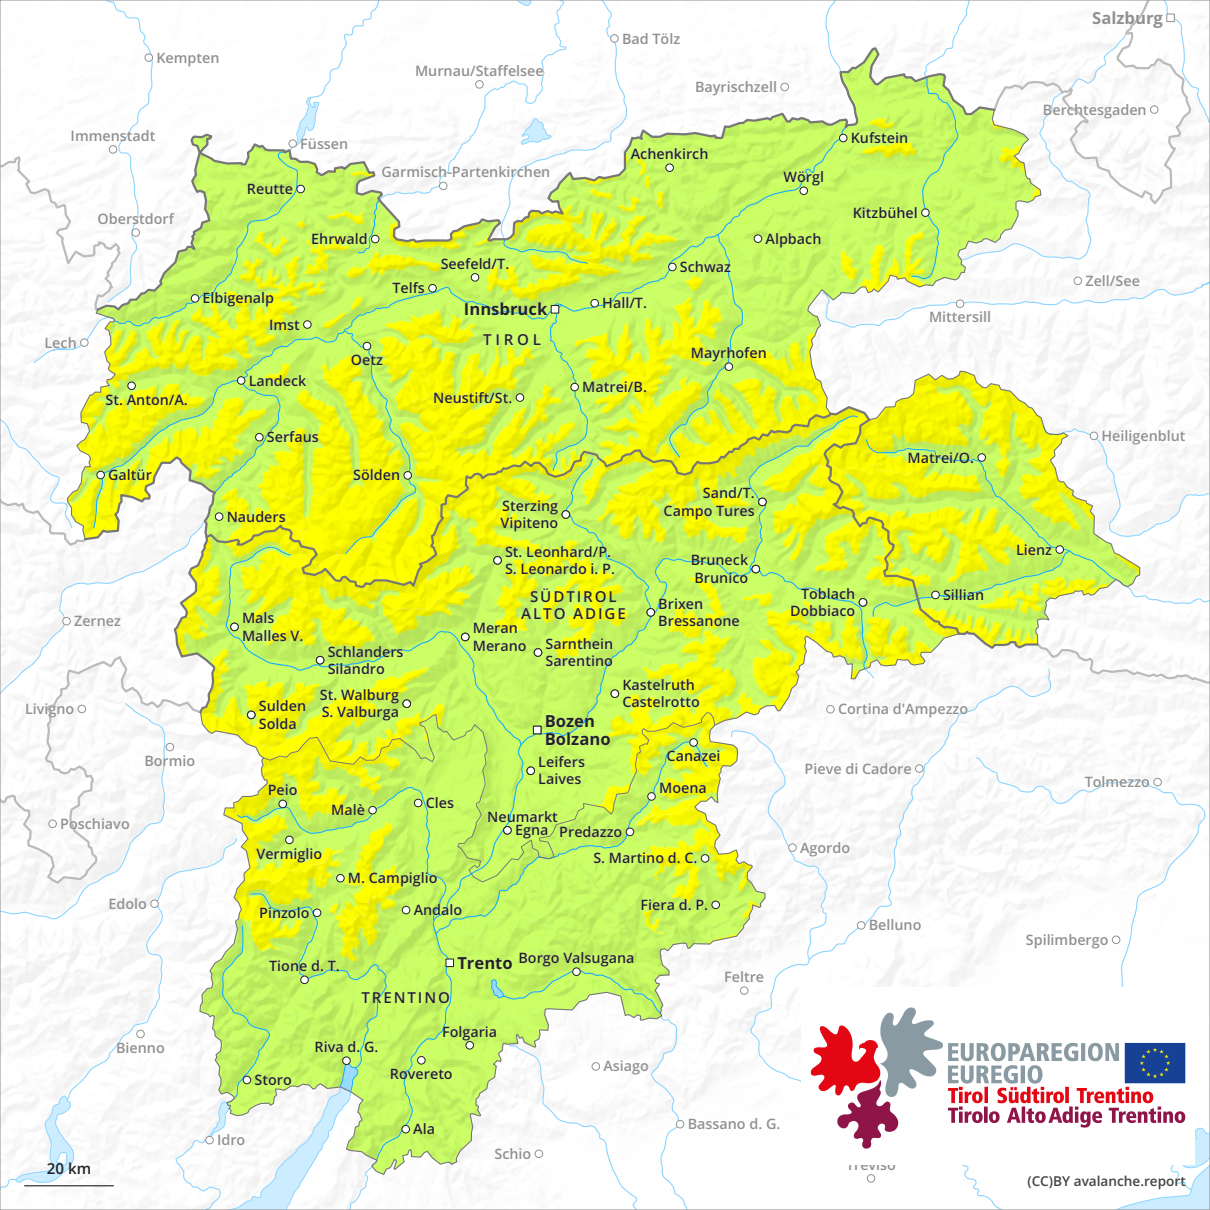 Salzburg
Bad Tölz
Kempten
Murnau/Staffelsee
Bayrischzell
Berchtesgaden
Immenstadt
Füssen
Kufstein
Achenkirch
Garmisch-Partenkirchen
Wörgl
Reutte
Oberstdorf
Kitzbühel
Ehrwald
Alpbach
Seefeld/T.
Schwaz
Zell/See
Telfs
Elbigenalp
Hall/T.
Innsbruck
Mittersill
Imst
TIROL
Lech
Oetz
Mayrhofen
Landeck
Matrei/B.
St. Anton/A.
Neustift/St.
Serfaus
Heiligenblut
Matrei/O.
Galtür
Sölden
Sand/T.
Campo Tures
Sterzing
Vipiteno
Nauders
Lienz
St. Leonhard/P.
S. Leonardo i. P.
Bruneck
Brunico
SÜDTIROL
ALTO ADIGE
Toblach
Dobbiaco
Sillian
Brixen
Bressanone
Zernez
Mals
Malles V.
Meran
Merano
Sarnthein
Sarentino
Schlanders
Silandro
Kastelruth
Castelrotto
St. Walburg
S. Valburga
Livigno
Sulden
Solda
Cortina d'Ampezzo
Bozen
Bolzano
Bormio
Canazei
Leifers
Laives
Pieve di Cadore
Tolmezzo
Peio
Moena
Malè
Cles
Poschiavo
Neumarkt
Egna
Predazzo
Vermiglio
Agordo
S. Martino d. C.
M. Campiglio
Edolo
Pinzolo
Andalo
Fiera d. P.
Belluno
Spilimbergo
Trento
Borgo Valsugana
Tione d. T.
Feltre
TRENTINO
Folgaria
Bienno
Riva d. G.
Rovereto
Asiago
Storo
EUROPAREGION
EUREGIO
Tirol Südtirol Trentino
Tirolo Alto Adige Trentino
Bassano d. G.
Ala
Idro
Schio
Treviso
20 km
(CC)BY avalanche.report